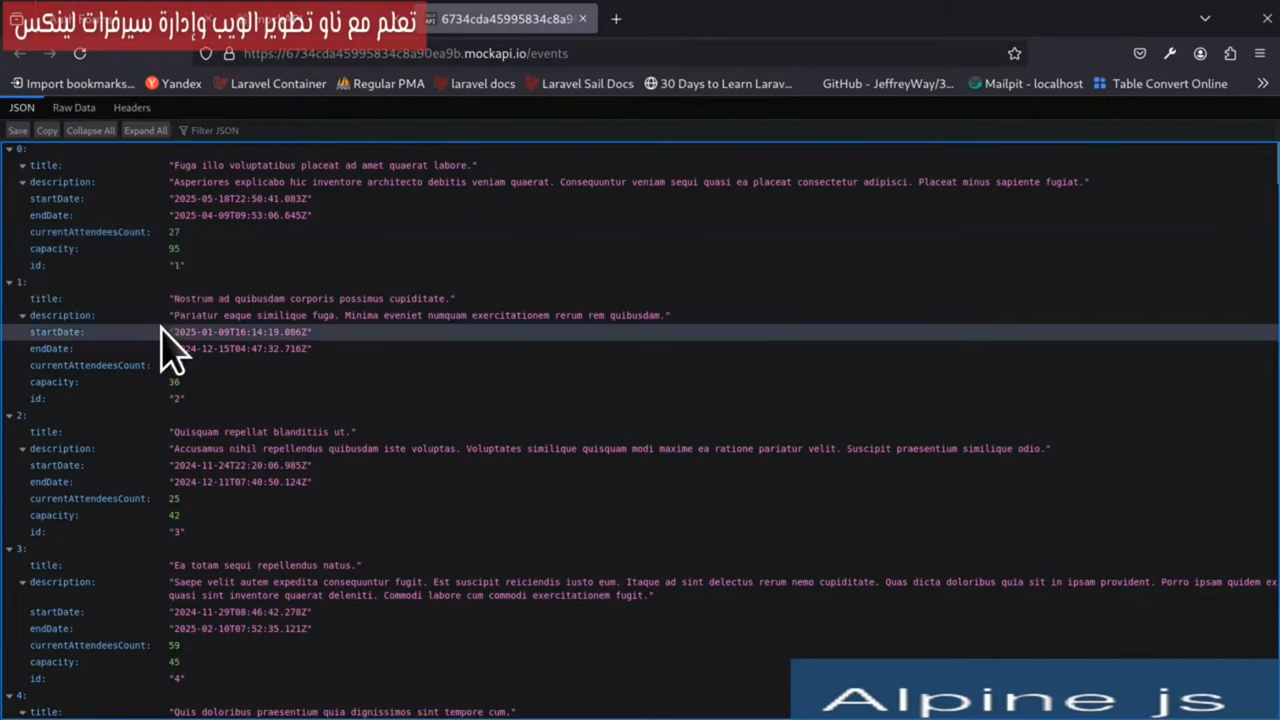 تعلم مع ناو تطوير الويب وإدارة سيرفرات لينكس
6734cda45995834c8a9
https://6734cda45995834c8a90ea9b.mockapi.io/events
Import bookmarks...
Yandex
Laravel Container
Regular PMA
laravel docs
Laravel Sail Docs
30 Days to Learn Larav...
GitHub - JeffreyWay/3...
Mailpit - localhost
Table Convert Online
JSON Raw Data Headers
Save Copy Collapse All Expand All Filter JSON
0:
title: "Fuga illo voluptatibus placeat ad amet quaerat labore."
description: "Asperiores explicabo hic inventore architecto debitis veniam quaerat. Consequuntur veniam sequi quasi ea placeat consectetur adipisci. Placeat minus sapiente fugiat."
startDate: "2025-05-18T22:50:41.083Z"
endDate: "2025-04-09T09:53:06.645Z"
currentAttendeesCount: 27
capacity: 95
id: "1"
1:
title: "Nostrum ad quibusdam corporis possimus cupiditate."
description: "Pariatur eaque similique fuga. Minima eveniet numquam exercitationem rerum rem quibusdam."
startDate: "2025-01-09T16:14:19.086Z"
endDate: 24-12-15T04:47:32.716Z"
currentAttendeesCount:
capacity: 36
id: "2"
2:
title: "Quisquam repellat blanditiis ut."
description: "Accusamus nihil repellendus quibusdam iste voluptas. Voluptates similique quisquam modi maxime ea ratione pariatur velit. Suscipit praesentium similique odio."
startDate: "2024-11-24T22:20:06.985Z"
endDate: "2024-12-11T07:40:50.124Z"
currentAttendeesCount: 25
capacity: 42
id: "3"
3:
title: "Ea totam sequi repellendus natus."
description: "Saepe velit autem expedita consequuntur fugit. Est suscipit reiciendis iusto eum. Itaque ad sint delectus rerum nemo cupiditate. Quas dicta doloribus quia sit in ipsam provident. Porro ipsam quidem ex
quasi sint inventore quaerat deleniti. Commodi labore cum commodi exercitationem fugit."
startDate: "2024-11-29T08:46:42.278Z"
endDate: "2025-02-10T07:52:35.121Z"
currentAttendeesCount: 59
capacity: 45
id: "4"
4:
title: "Quis doloribus praesentium quia dignissimos sint tempore cum."
Alpine js